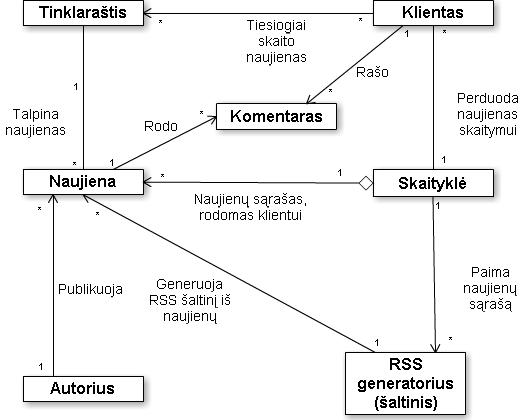 Tinklaraštis
Klientas
*
*
Tiesiogiai
skaito
naujienas
1
*
1
Rašo
*
Talpina
naujienas
*
Komentaras
Rodo
Perduoda
naujienas
skaitymui
*
1
1
Naujiena
*
1
Skaityklė
*
*
Naujienų sąrašas,
rodomas klientui
1
Publikuoja
Generuoja
RSS šaltinį iš
naujienų
Paima
naujienų
sąrašą
1
1
*
Autorius
RSS
generatorius
(šaltinis)